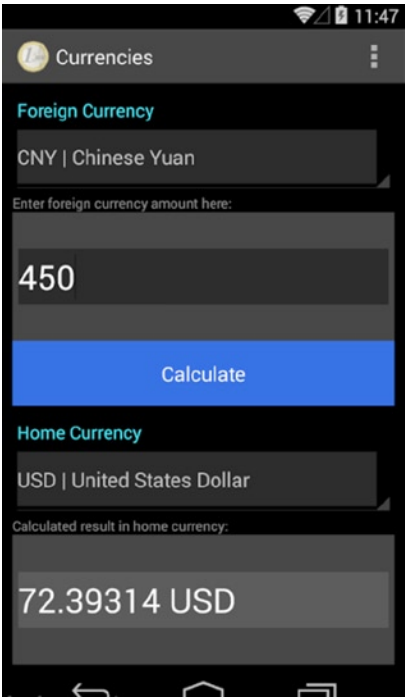 11:47
Currencies
Foreign Currency
CNY | Chinese Yuan
Enter foreign currency amount here:
450
Calculate
Home Currency
USD | United States Dollar
Calculated result in home currency:
72.39314 USD